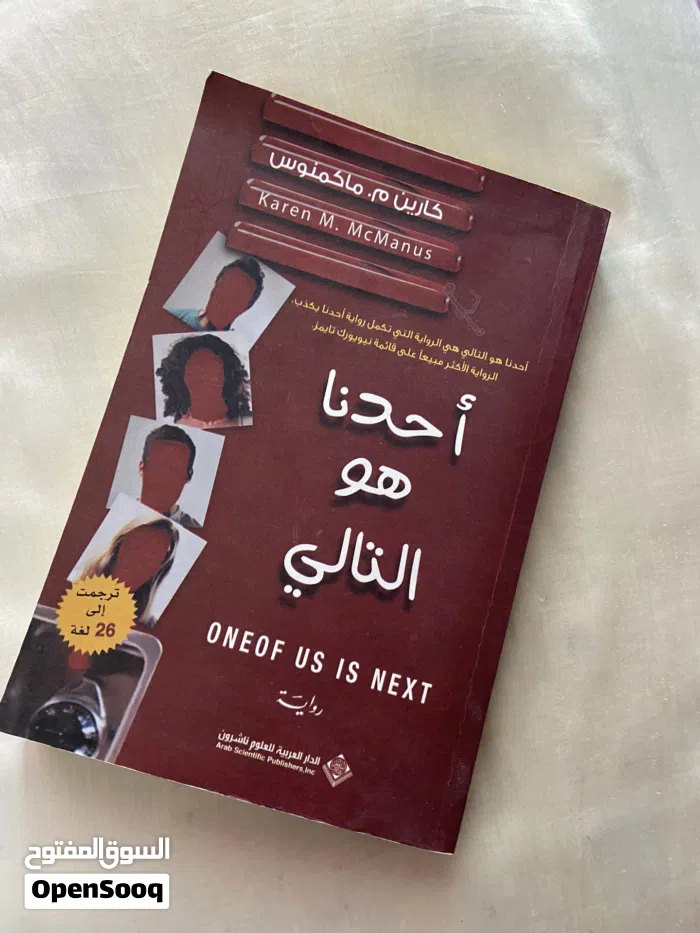 كارين م. ماكمنوس
Karen M. McManus
أحدنا هو التالي هي الرواية التي تكمل رواية أحدنا يكذب،
الرواية الأكثر مبيعاً على قائمة نيويورك تايمز.
أحدنا
هو
التالي
ترجمت
إلى
26 لغة
ONEOF US IS NEXT
رواية
الدار العربية للعلوم ناشرون
Arab Scientific Publishers, Inc
السوق المفتوح
OpenSooq